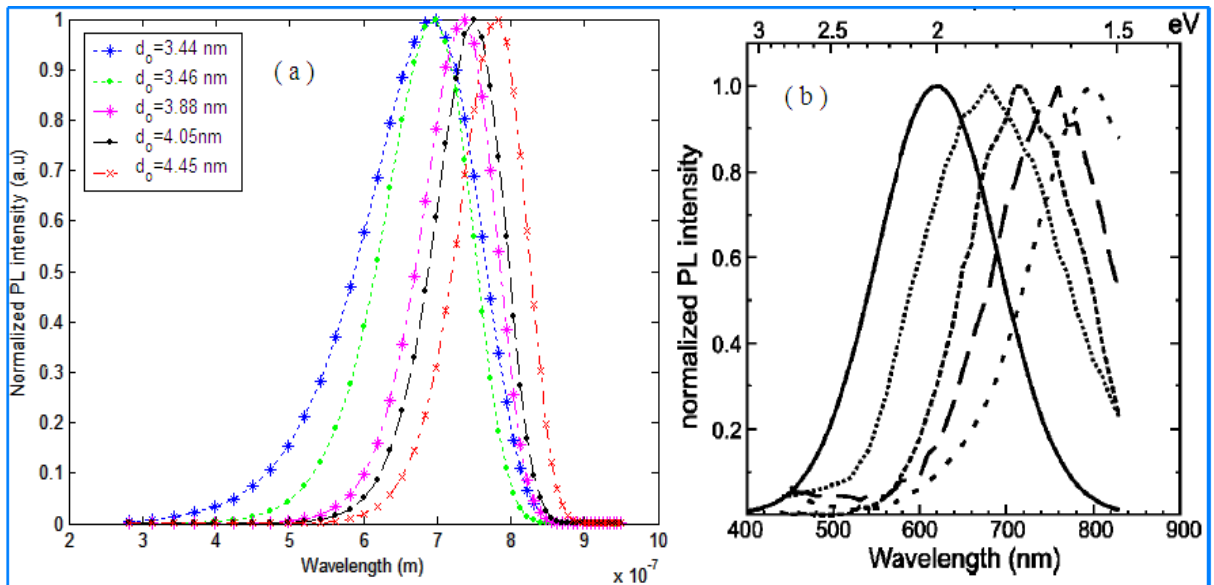 ( a )
d₀=3.44 nm
d₀=3.46 nm
d₀=3.88 nm
d₀=4.05nm
d₀=4.45 nm
Normalized PL intensity (a.u)
1
0.9
0.8
0.7
0.6
0.5
0.4
0.3
0.2
0.1
0
2 3 4 5 6 7 8 9 10
Wavelength (m)
x 10⁻⁷
3 2.5 2 1.5 eV
( b )
normalized PL intensity
1.0
0.8
0.6
0.4
0.2
400 500 600 700 800 900
Wavelength (nm)